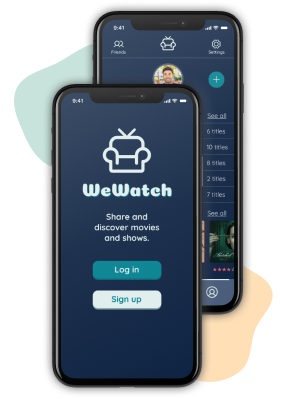 9:41
Friends
Settings
See all
6 titles
10 titles
8 titles
2 titles
7 titles
See all
9:41
WeWatch
Share and
discover movies
and shows.
Log in
Sign up